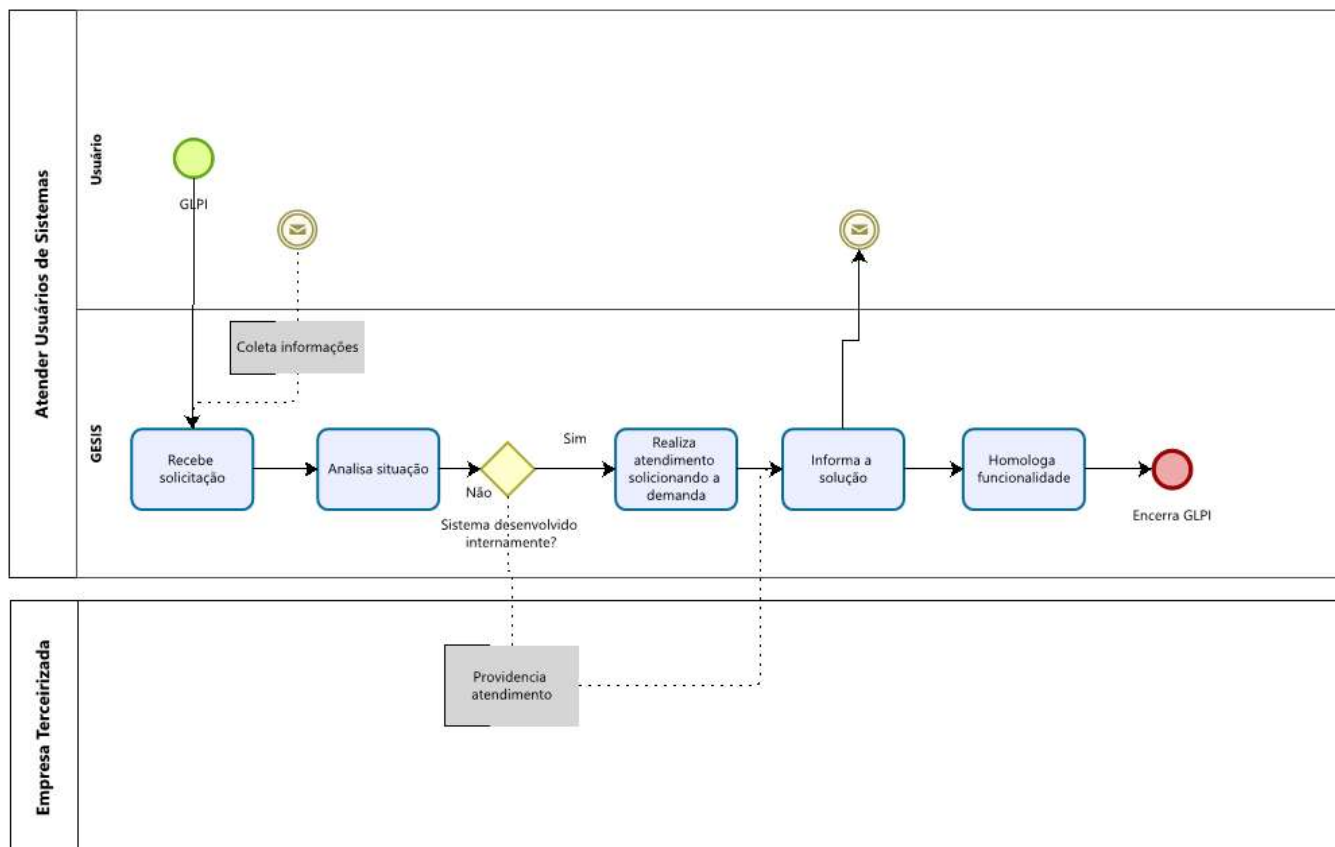 Atender Usuários de Sistemas
Usuário
GLPI
Coleta informações
GESIS
Recebe
solicitação
Analisa situação
Não
Sistema desenvolvido
internamente?
Sim
Realiza
atendimento
solicionando a
demanda
Informa a
solução
Homologa
funcionalidade
Encerra GLPI
Empresa Terceirizada
Providencia
atendimento